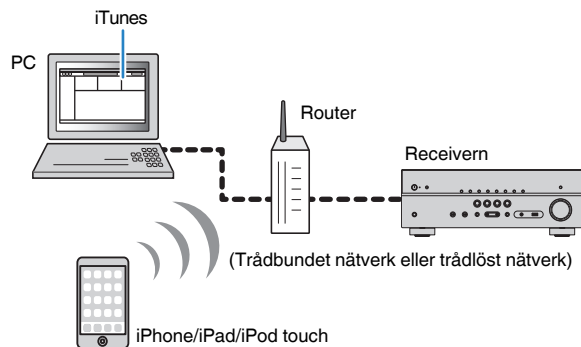 iTunes
PC
Router
Receivern
(Trådbundet nätverk eller trådlöst nätverk)
iPhone/iPad/iPod touch